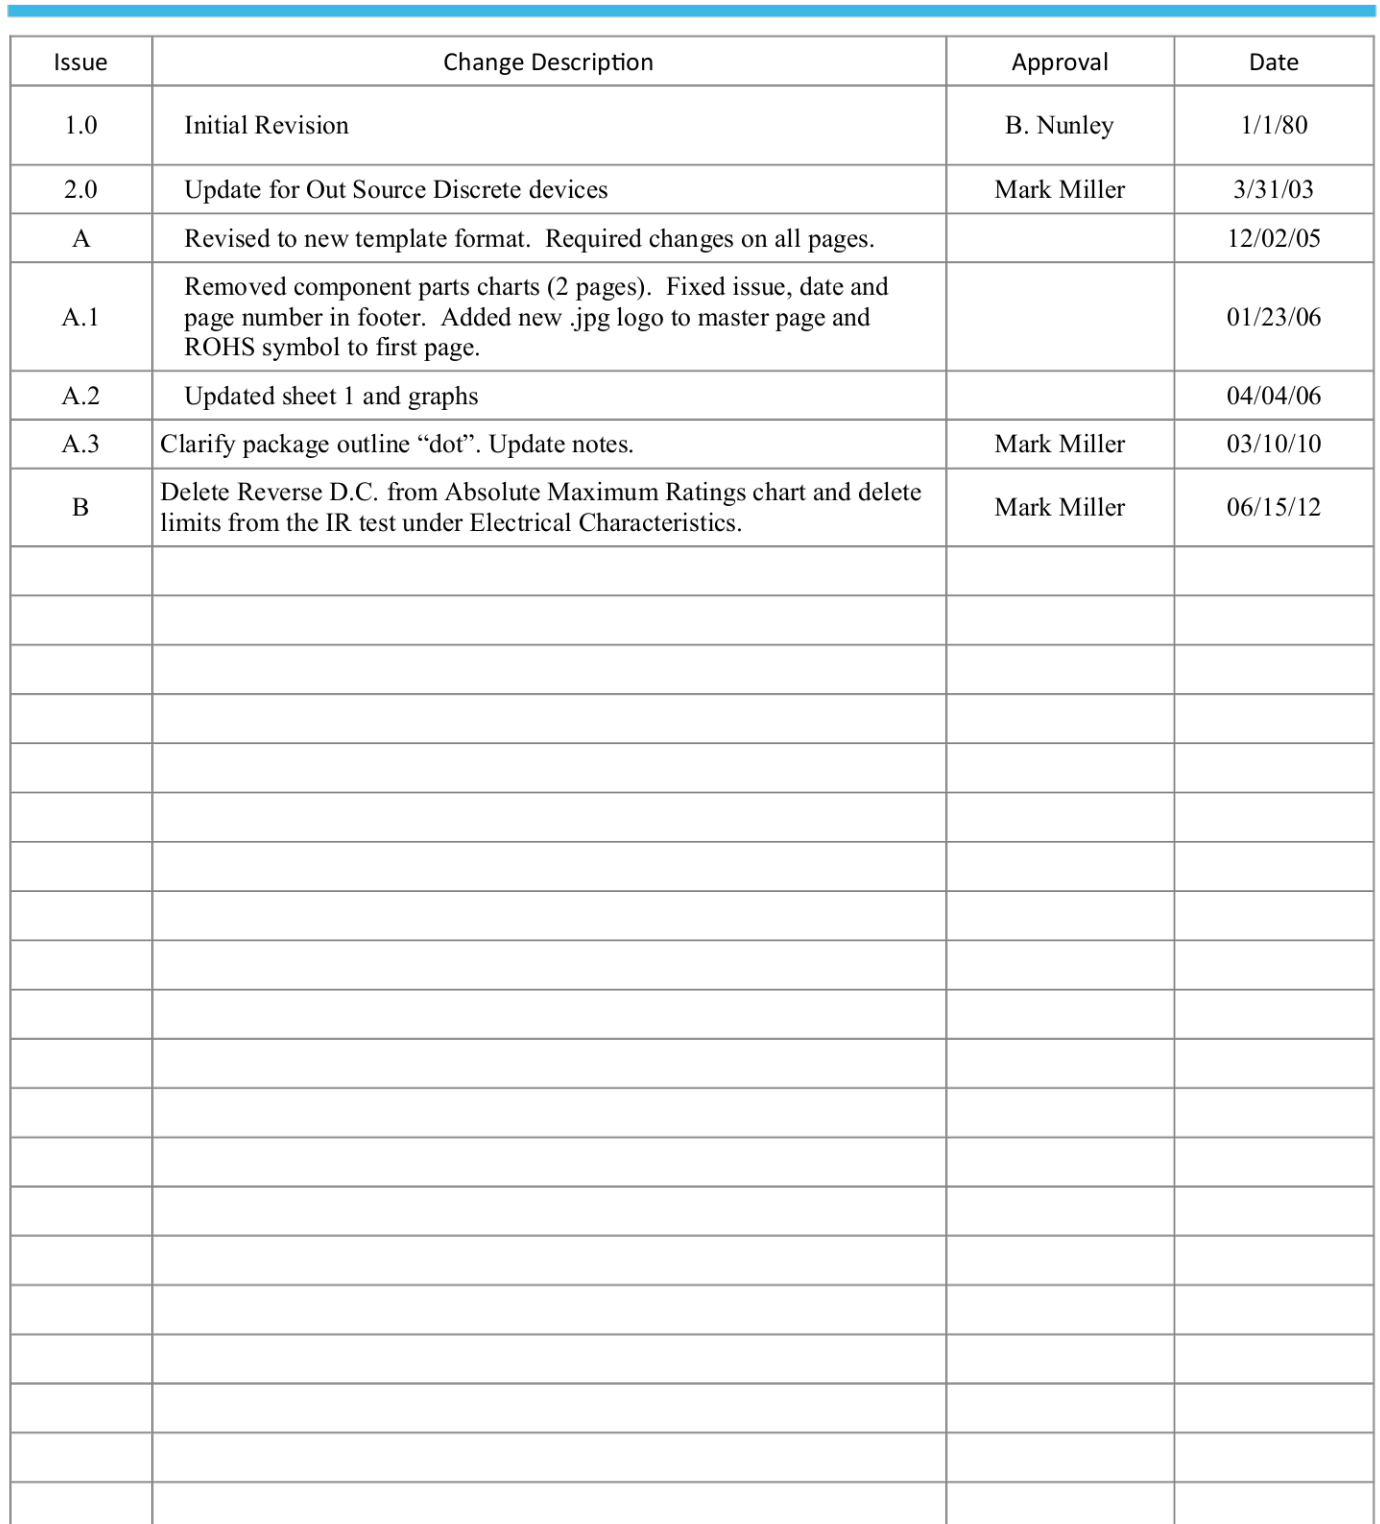 Issue Change Description Approval Date
1.0 Initial Revision B. Nunley 1/1/80
2.0 Update for Out Source Discrete devices Mark Miller 3/31/03
A Revised to new template format.  Required changes on all pages. 12/02/05
Removed component parts charts (2 pages).  Fixed issue, date and
A.1 page number in footer.  Added new .jpg logo to master page and 01/23/06
ROHS symbol to first page.
A.2 Updated sheet 1 and graphs 04/04/06
A.3 Clarify package outline “dot”. Update notes. Mark Miller 03/10/10
B Delete Reverse D.C. from Absolute Maximum Ratings chart and delete
limits from the IR test under Electrical Characteristics. Mark Miller 06/15/12